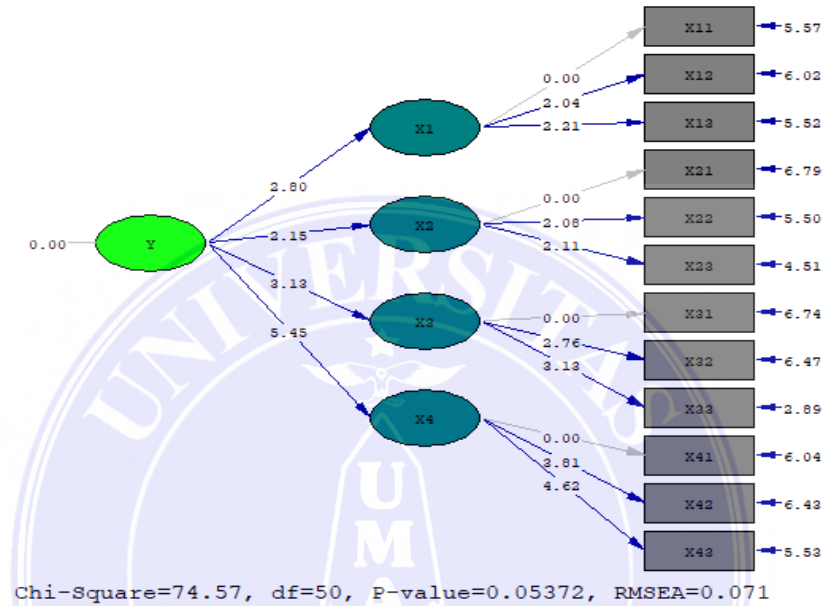 X11
5.57
0.00
X12
6.02
2.04
X1
2.21
X13
5.52
X21
6.79
2.80
0.00
X2
2.08
X22
5.50
0.00
Y
2.15
2.11
X23
4.51
3.13
X3
0.00
X31
6.74
5.45
2.76
X32
6.47
3.13
X33
2.89
X4
0.00
X41
6.04
3.81
X42
6.43
4.62
X43
5.53
UNIVERSITAS
UMA
Chi-Square=74.57, df=50, P-value=0.05372, RMSEA=0.071